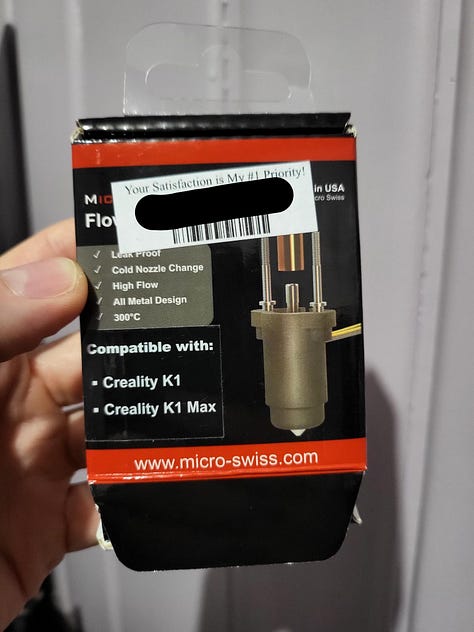 Your Satisfaction is My #1 Priority!
in USA
cro Swiss
Flo
✓ Leak Proof
✓ Cold Nozzle Change
✓ High Flow
✓ All Metal Design
✓ 300°C
Compatible with:
▪ Creality K1
▪ Creality K1 Max
www.micro-swiss.com